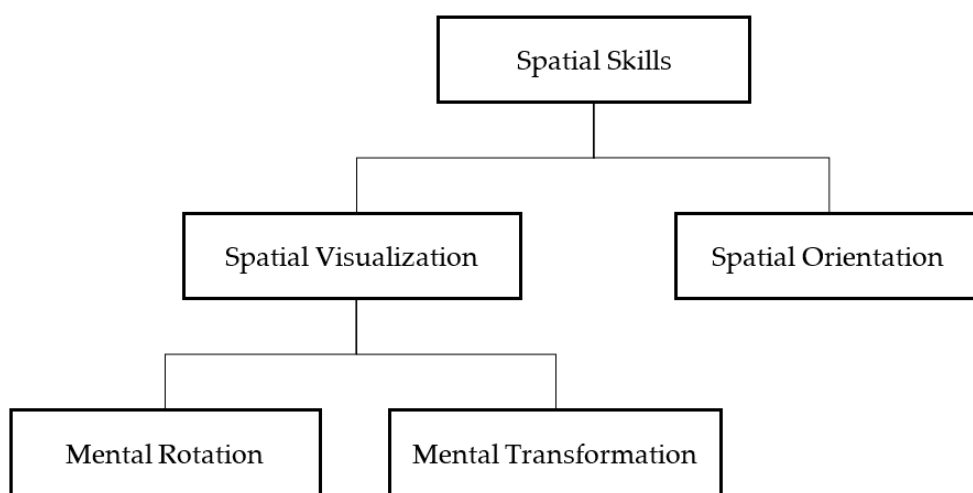 Spatial Skills
Spatial Visualization
Spatial Orientation
Mental Rotation
Mental Transformation